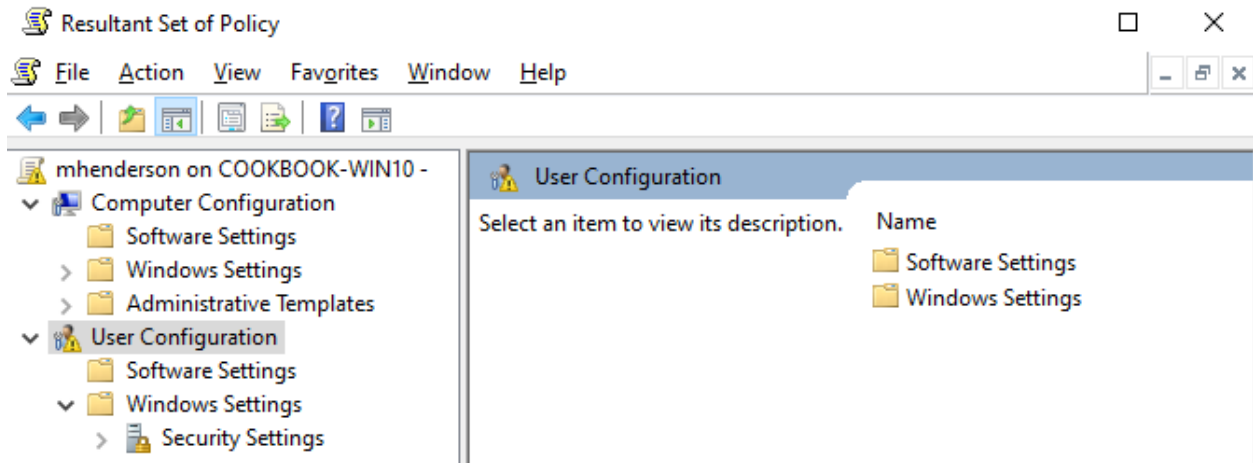 Resultant Set of Policy
File Action View Favorites Window Help
mhenderson on COOKBOOK-WIN10 -
Computer Configuration
Software Settings
Windows Settings
Administrative Templates
User Configuration
Software Settings
Windows Settings
Security Settings
User Configuration
Select an item to view its description.
Name
Software Settings
Windows Settings